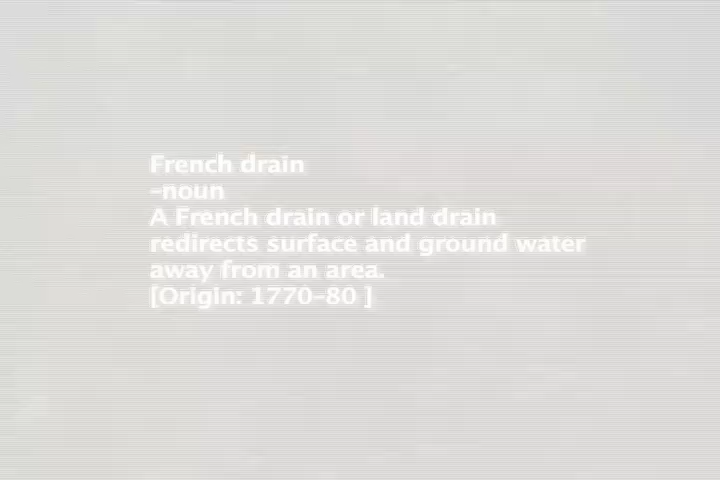 French drain
–noun
A French drain or land drain
redirects surface and ground water
away from an area.
[Origin: 1770–80 ]